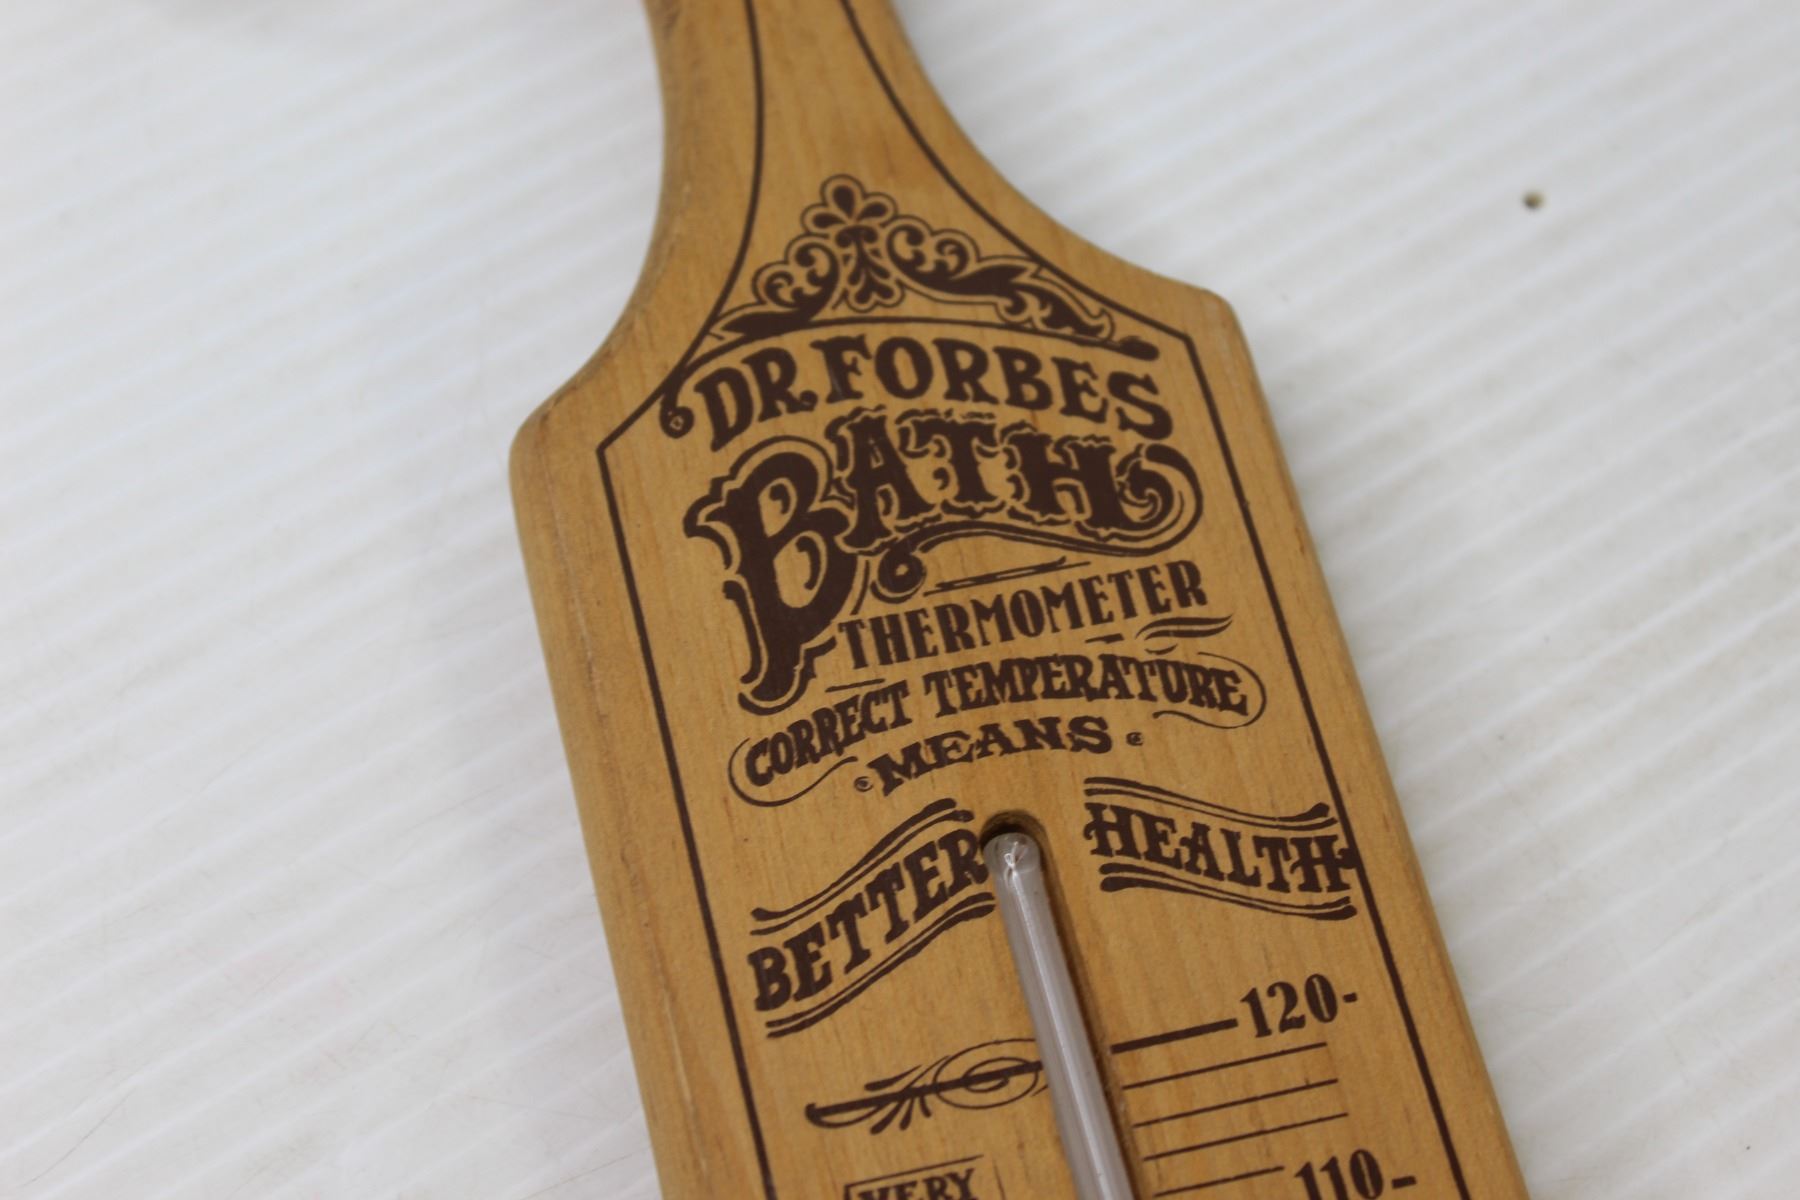 DR. FORBES
BATH
THERMOMETER
CORRECT TEMPERATURE
MEANS
BETTER HEALTH
120-
110-
VERY